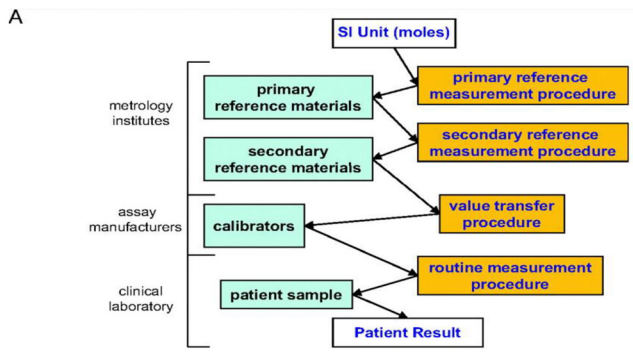 A
SI Unit (moles)
metrology
institutes
primary
reference materials
primary reference
measurement procedure
secondary
reference materials
secondary reference
measurement procedure
assay
manufacturers
calibrators
value transfer
procedure
clinical
laboratory
patient sample
routine measurement
procedure
Patient Result